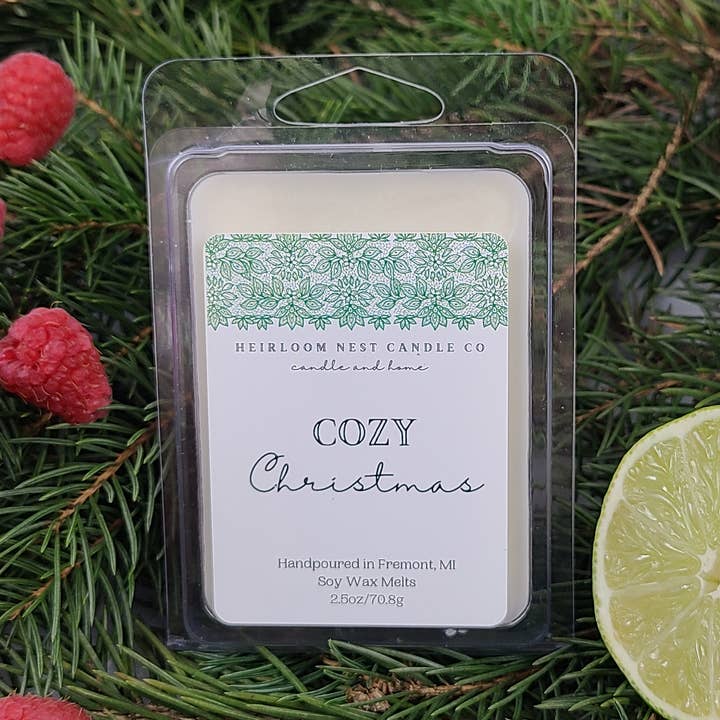 HEIRLOOM NEST CANDLE CO
candle and home
COZY
Christmas
Handpoured in Fremont, MI
Soy Wax Melts
2.5oz/70.8g